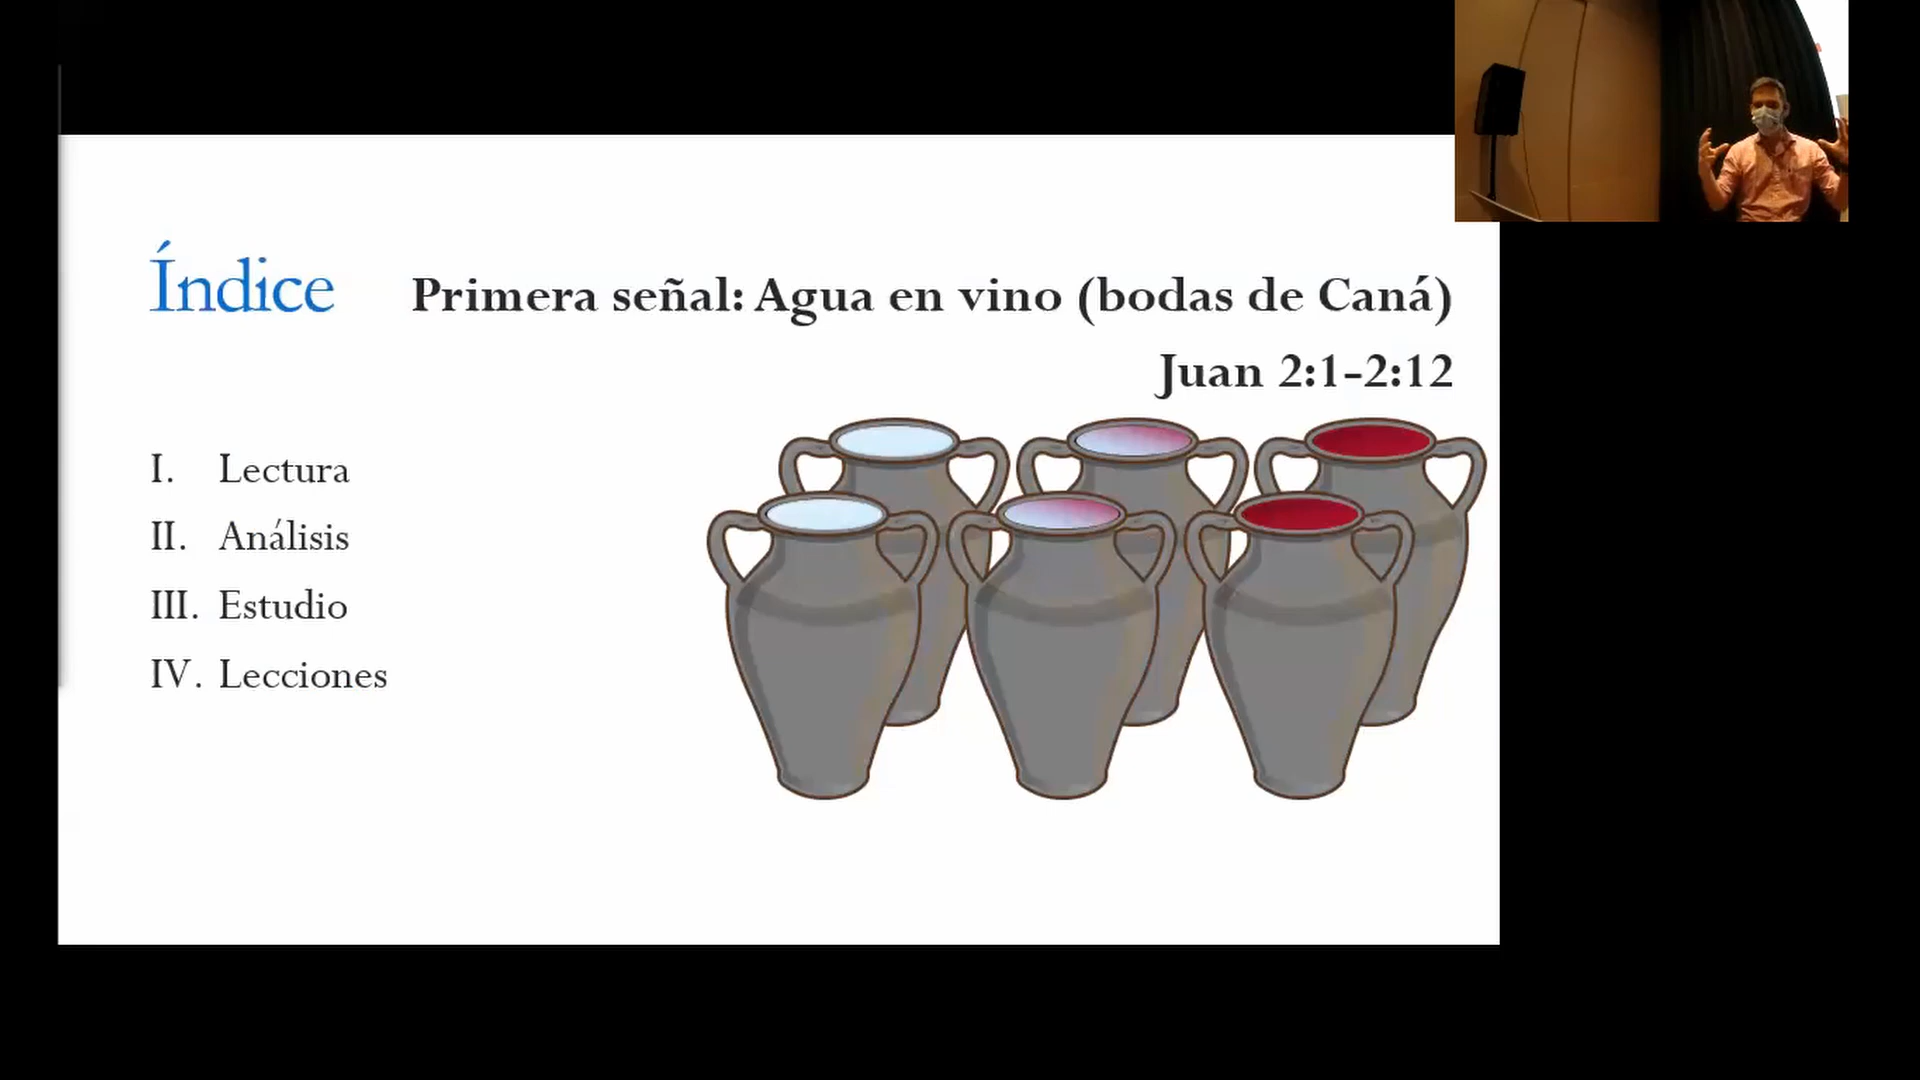 Índice
Primera señal: Agua en vino (bodas de Caná)
Juan 2:1-2:12
I. Lectura
II. Análisis
III. Estudio
IV. Lecciones